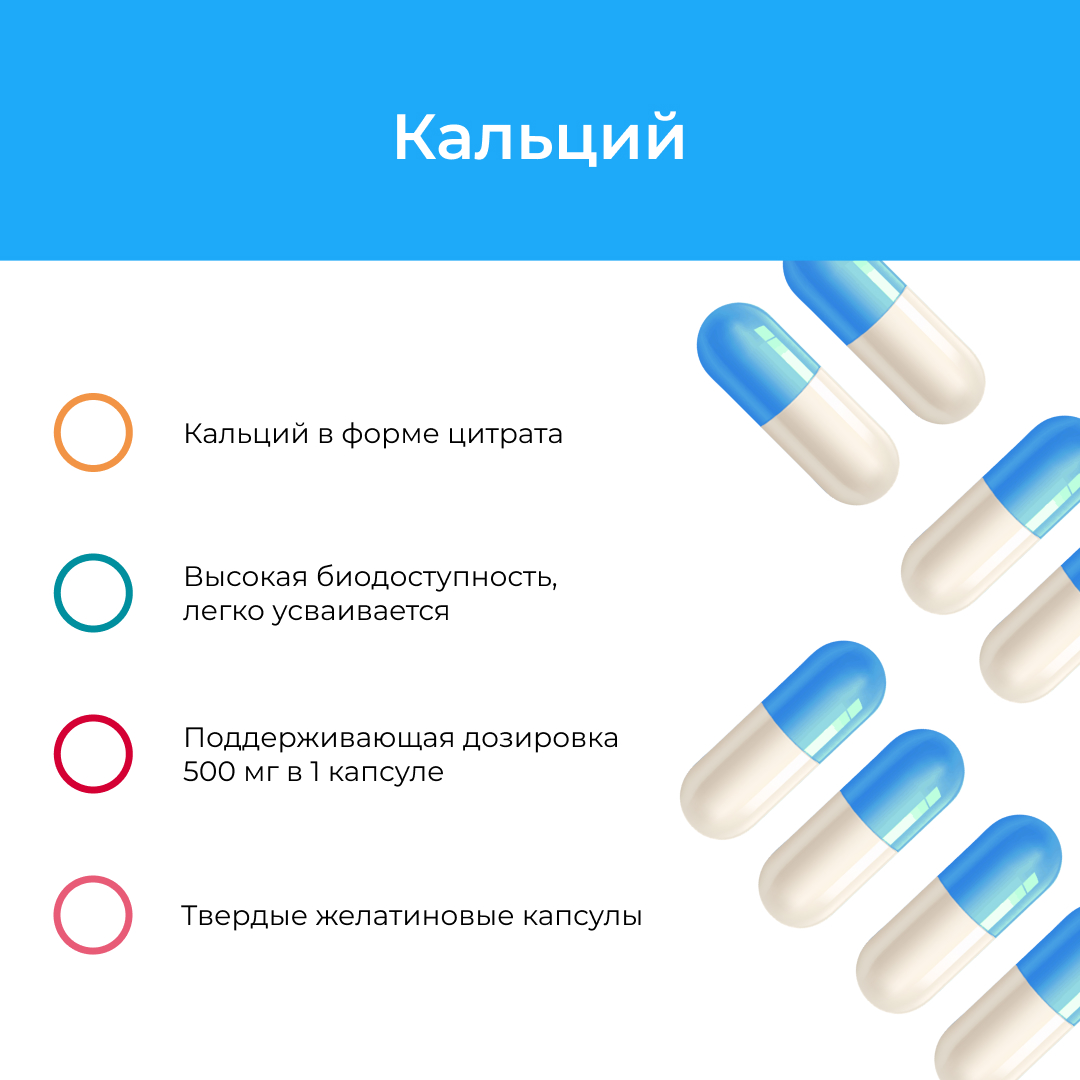 Кальций
Кальций в форме цитрата
Высокая биодоступность,
легко усваивается
Поддерживающая дозировка
500 мг в 1 капсуле
Твердые желатиновые капсулы